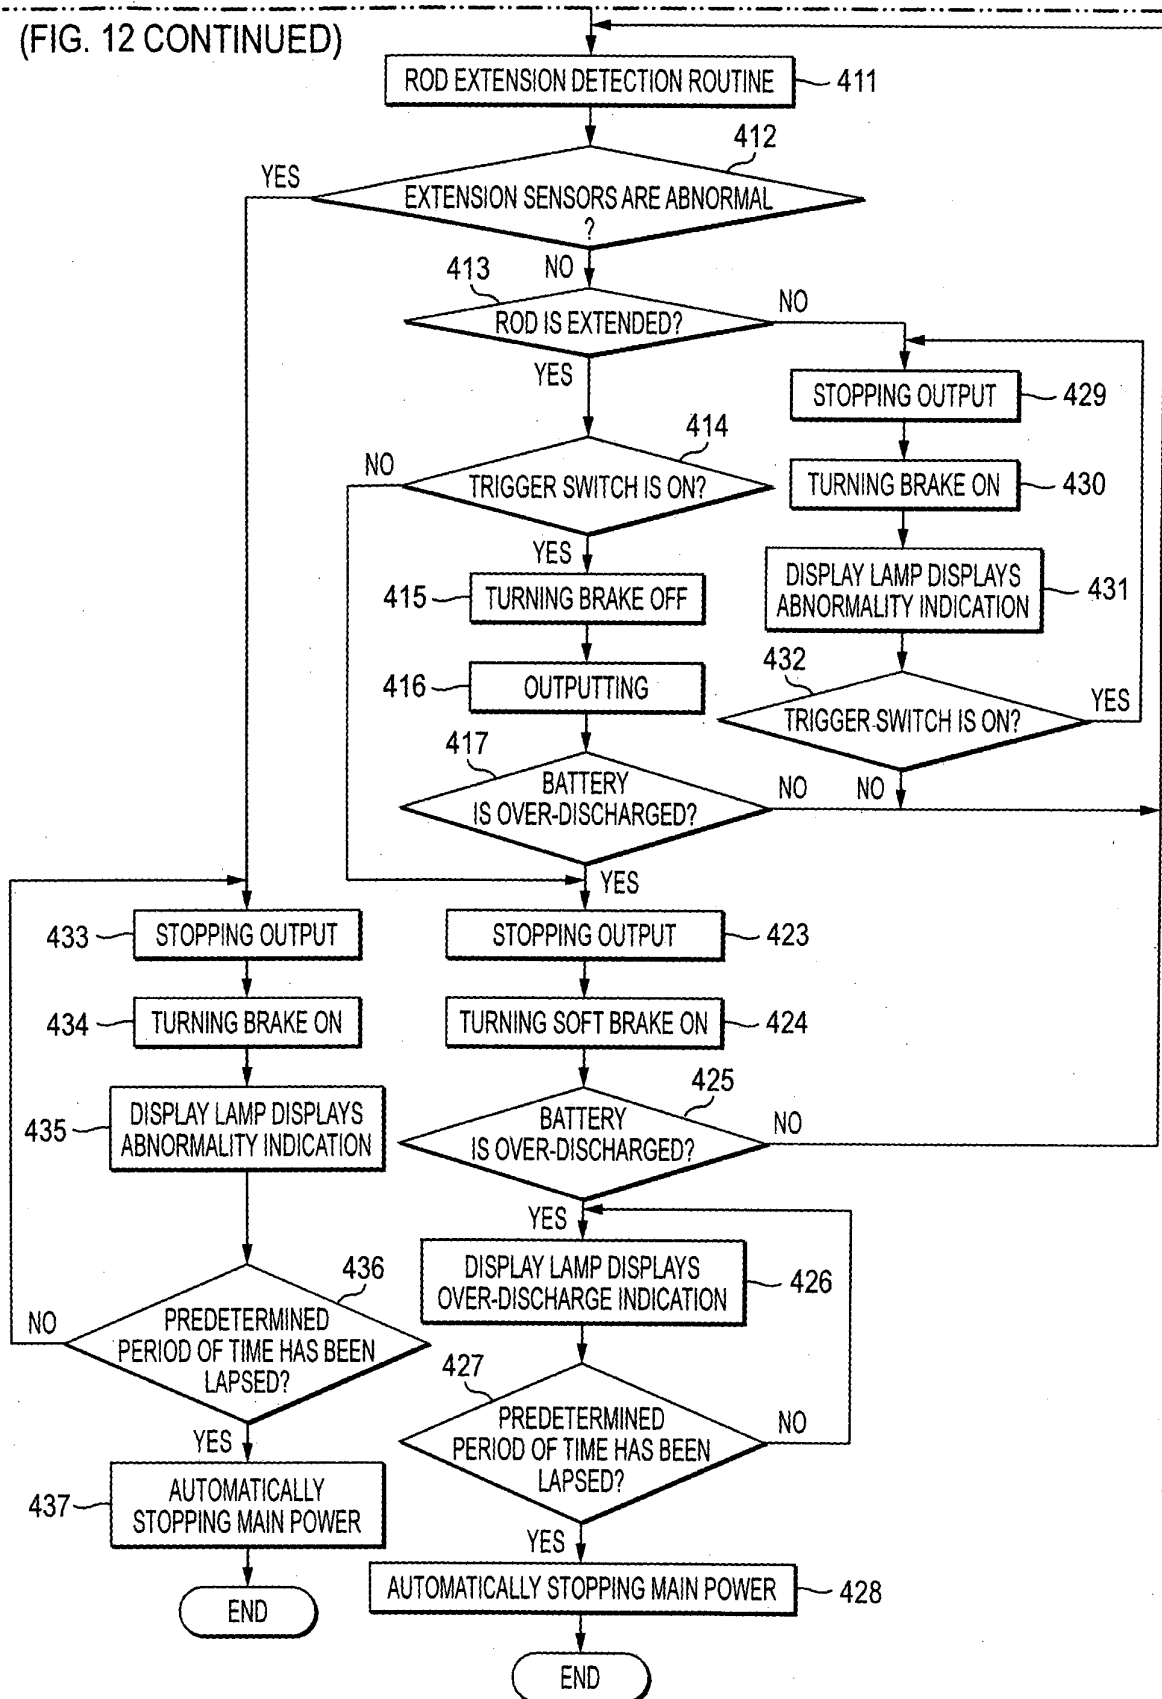 (FIG. 12 CONTINUED)
ROD EXTENSION DETECTION ROUTINE
411
412
YES
EXTENSION SENSORS ARE ABNORMAL
?
NO
413
ROD IS EXTENDED?
NO
YES
STOPPING OUTPUT
429
414
NO
TRIGGER SWITCH IS ON?
TURNING BRAKE ON
430
YES
415
TURNING BRAKE OFF
DISPLAY LAMP DISPLAYS
ABNORMALITY INDICATION
431
416
OUTPUTTING
432
TRIGGER SWITCH IS ON?
YES
417
BATTERY
IS OVER-DISCHARGED?
NO
NO
YES
433
STOPPING OUTPUT
STOPPING OUTPUT
423
434
TURNING BRAKE ON
TURNING SOFT BRAKE ON
424
435
DISPLAY LAMP DISPLAYS
ABNORMALITY INDICATION
425
BATTERY
IS OVER-DISCHARGED?
NO
YES
DISPLAY LAMP DISPLAYS
OVER-DISCHARGE INDICATION
426
436
NO
PREDETERMINED
PERIOD OF TIME HAS BEEN
LAPSED?
427
PREDETERMINED
PERIOD OF TIME HAS BEEN
LAPSED?
NO
YES
437
AUTOMATICALLY
STOPPING MAIN POWER
YES
AUTOMATICALLY STOPPING MAIN POWER
428
END
END